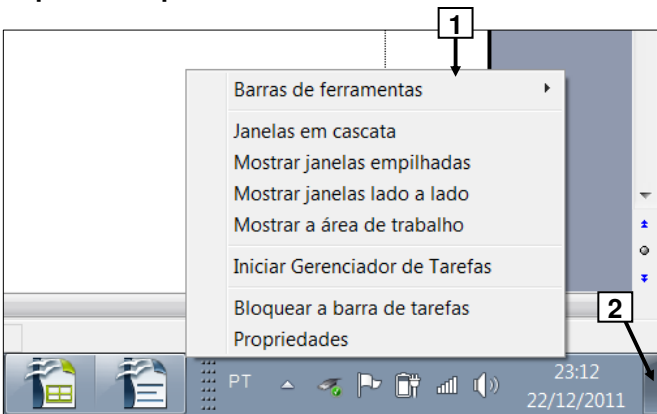 1
Barras de ferramentas
Janelas em cascata
Mostrar janelas empilhadas
Mostrar janelas lado a lado
Mostrar a área de trabalho
Iniciar Gerenciador de Tarefas
Bloquear a barra de tarefas
Propriedades
2
PT
23:12
22/12/2011